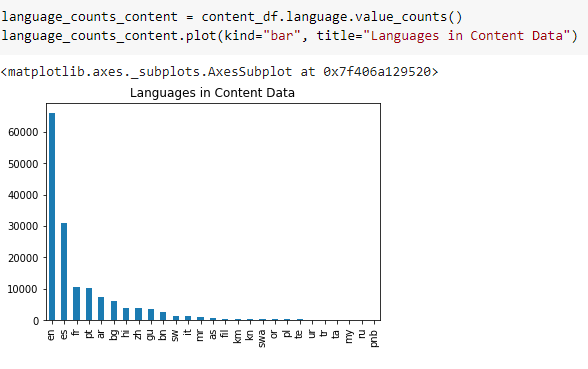 language_counts_content = content_df.language.value_counts()
language_counts_content.plot(kind="bar", title="Languages in Content Data")
<matplotlib.axes._subplots.AxesSubplot at 0x7f406a129520>
Languages in Content Data
60000
50000
40000
30000
20000
10000
0
en es fr pt ar bg hi zh gu bn sw it mr as fil km kn swa or pl te ur tr ta my ru pnb